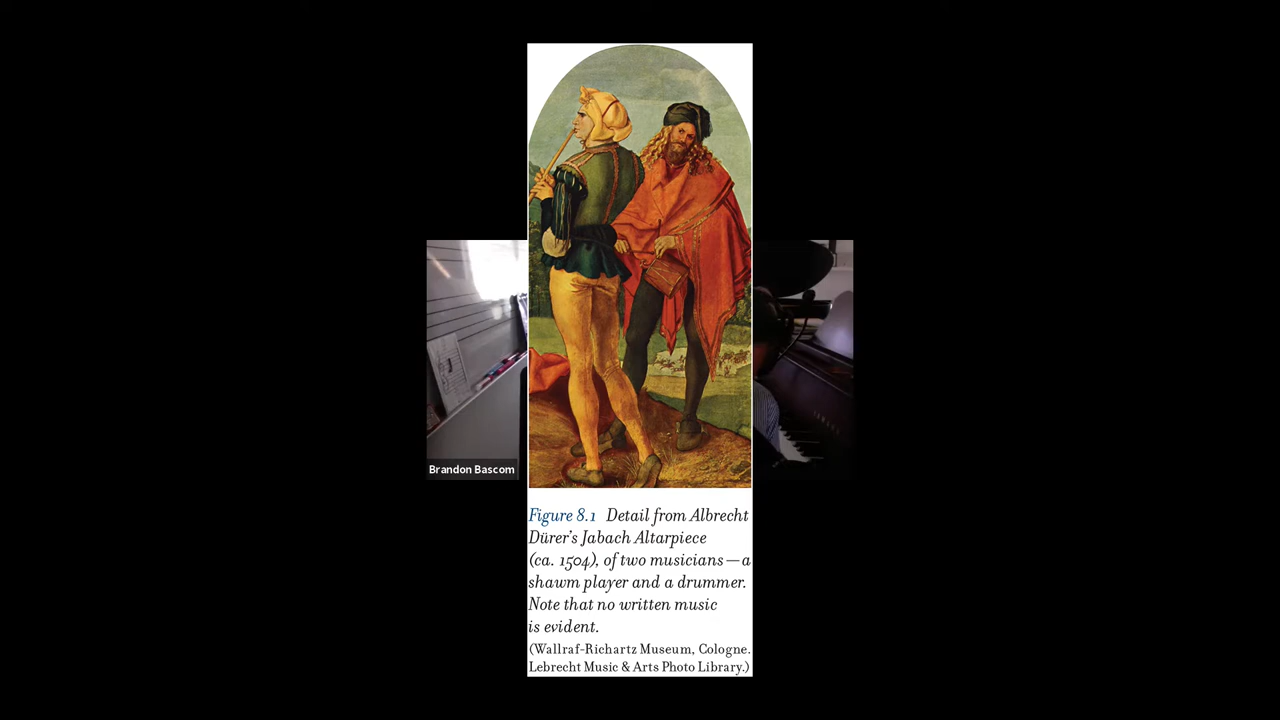 Brandon Bascom
Figure 8.1 Detail from Albrecht
Dürer's Jabach Altarpiece
(ca. 1504), of two musicians—a
shawm player and a drummer.
Note that no written music
is evident.
(Wallraf-Richartz Museum, Cologne.
Lebrecht Music & Arts Photo Library.)